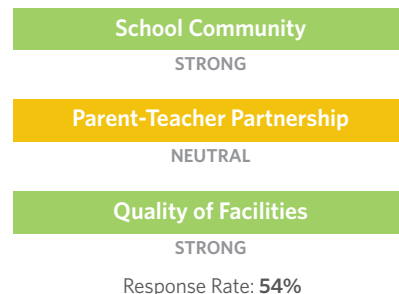 School Community
STRONG
Parent-Teacher Partnership
NEUTRAL
Quality of Facilities
STRONG
Response Rate: 54%